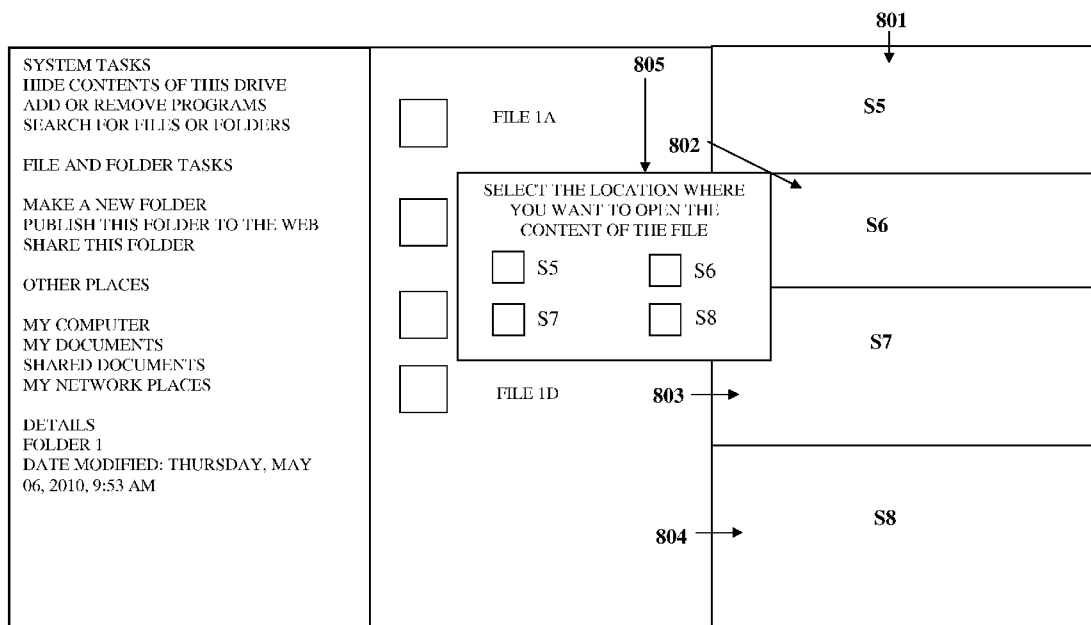 801
SYSTEM TASKS
HIDE CONTENTS OF THIS DRIVE
ADD OR REMOVE PROGRAMS
SEARCH FOR FILES OR FOLDERS
FILE AND FOLDER TASKS
MAKE A NEW FOLDER
PUBLISH THIS FOLDER TO THE WEB
SHARE THIS FOLDER
OTHER PLACES
MY COMPUTER
MY DOCUMENTS
SHARED DOCUMENTS
MY NETWORK PLACES
DETAILS
FOLDER 1
DATE MODIFIED: THURSDAY, MAY
06, 2010, 9:53 AM
805
FILE 1A
802
SELECT THE LOCATION WHERE
YOU WANT TO OPEN THE
CONTENT OF THE FILE
S5 S6
S7 S8
FILE 1D
803
804
S5
S6
S7
S8